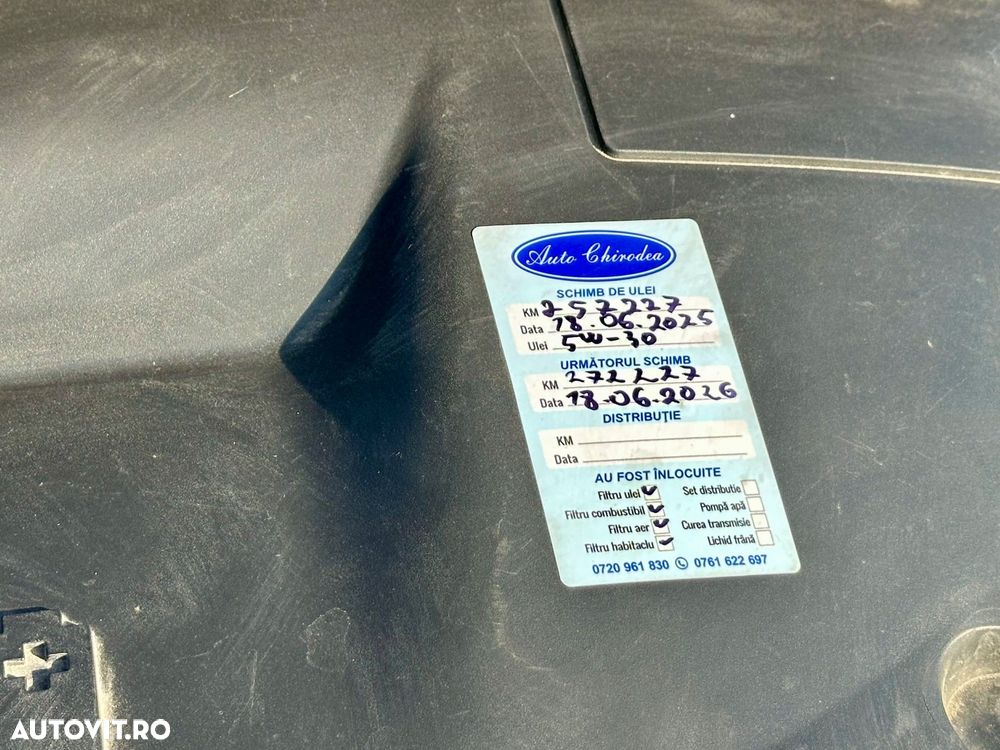 Auto Chirodea
SCHIMB DE ULEI
KM 257227
Data 18.06.2025
Ulei 5W-30
URMĂTORUL SCHIMB
KM 272227
Data 18.06.2026
DISTRIBUȚIE
KM
Data
AU FOST ÎNLOCUITE
Filtru ulei Set distributie
Filtru combustibil Pompă apă
Filtru aer Curea transmisie
Filtru habitaclu Lichid frână
0720 961 830 0761 622 697
AUTOVIT.RO